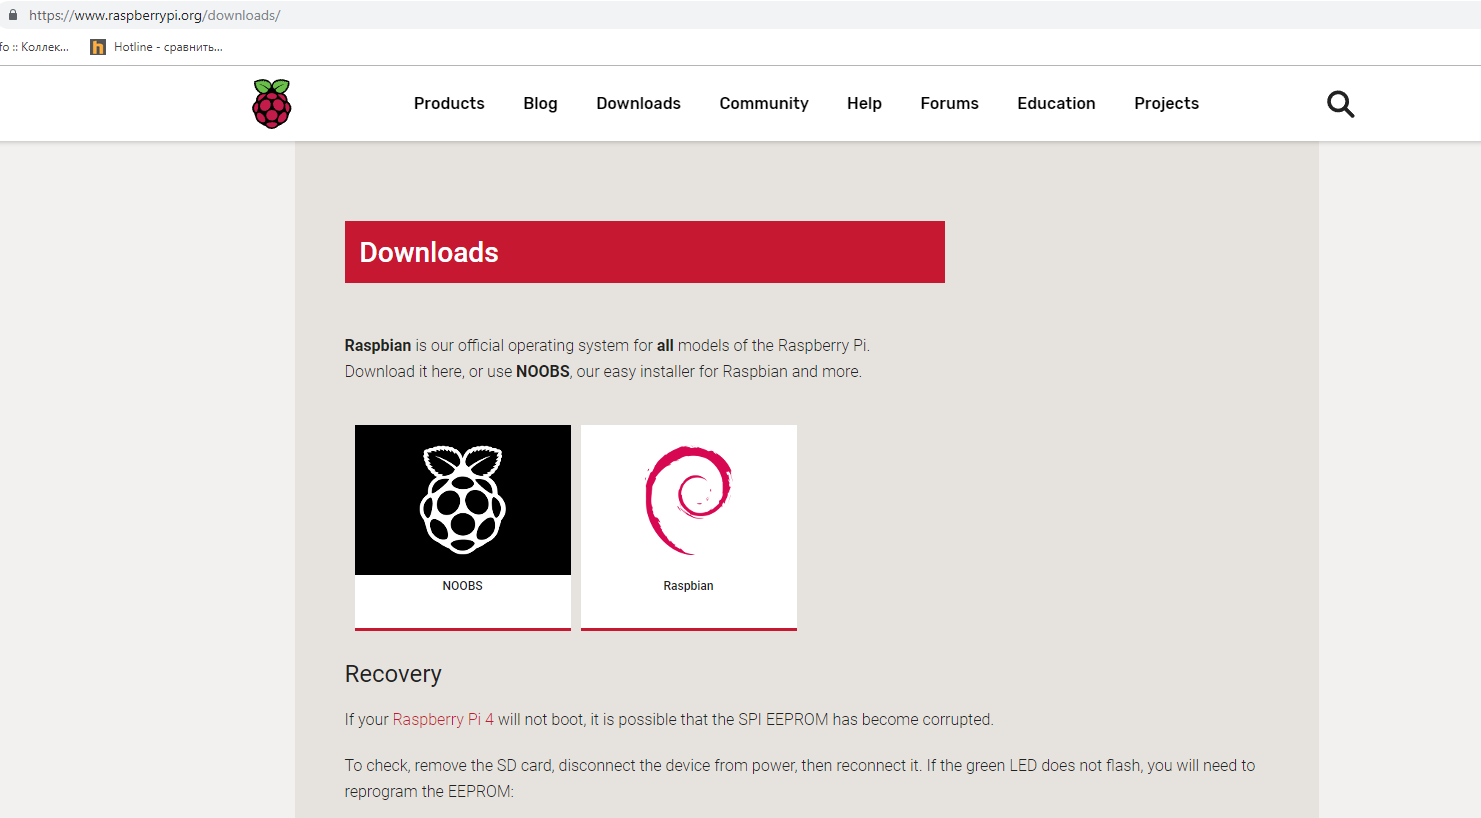 https://www.raspberrypi.org/downloads/
fo :: Коллек... Hotline - сравнить...
Products Blog Downloads Community Help Forums Education Projects
Downloads
Raspbian is our official operating system for all models of the Raspberry Pi.
Download it here, or use NOOBS, our easy installer for Raspbian and more.
NOOBS Raspbian
Recovery
If your Raspberry Pi 4 will not boot, it is possible that the SPI EEPROM has become corrupted.
To check, remove the SD card, disconnect the device from power, then reconnect it. If the green LED does not flash, you will need to
reprogram the EEPROM: